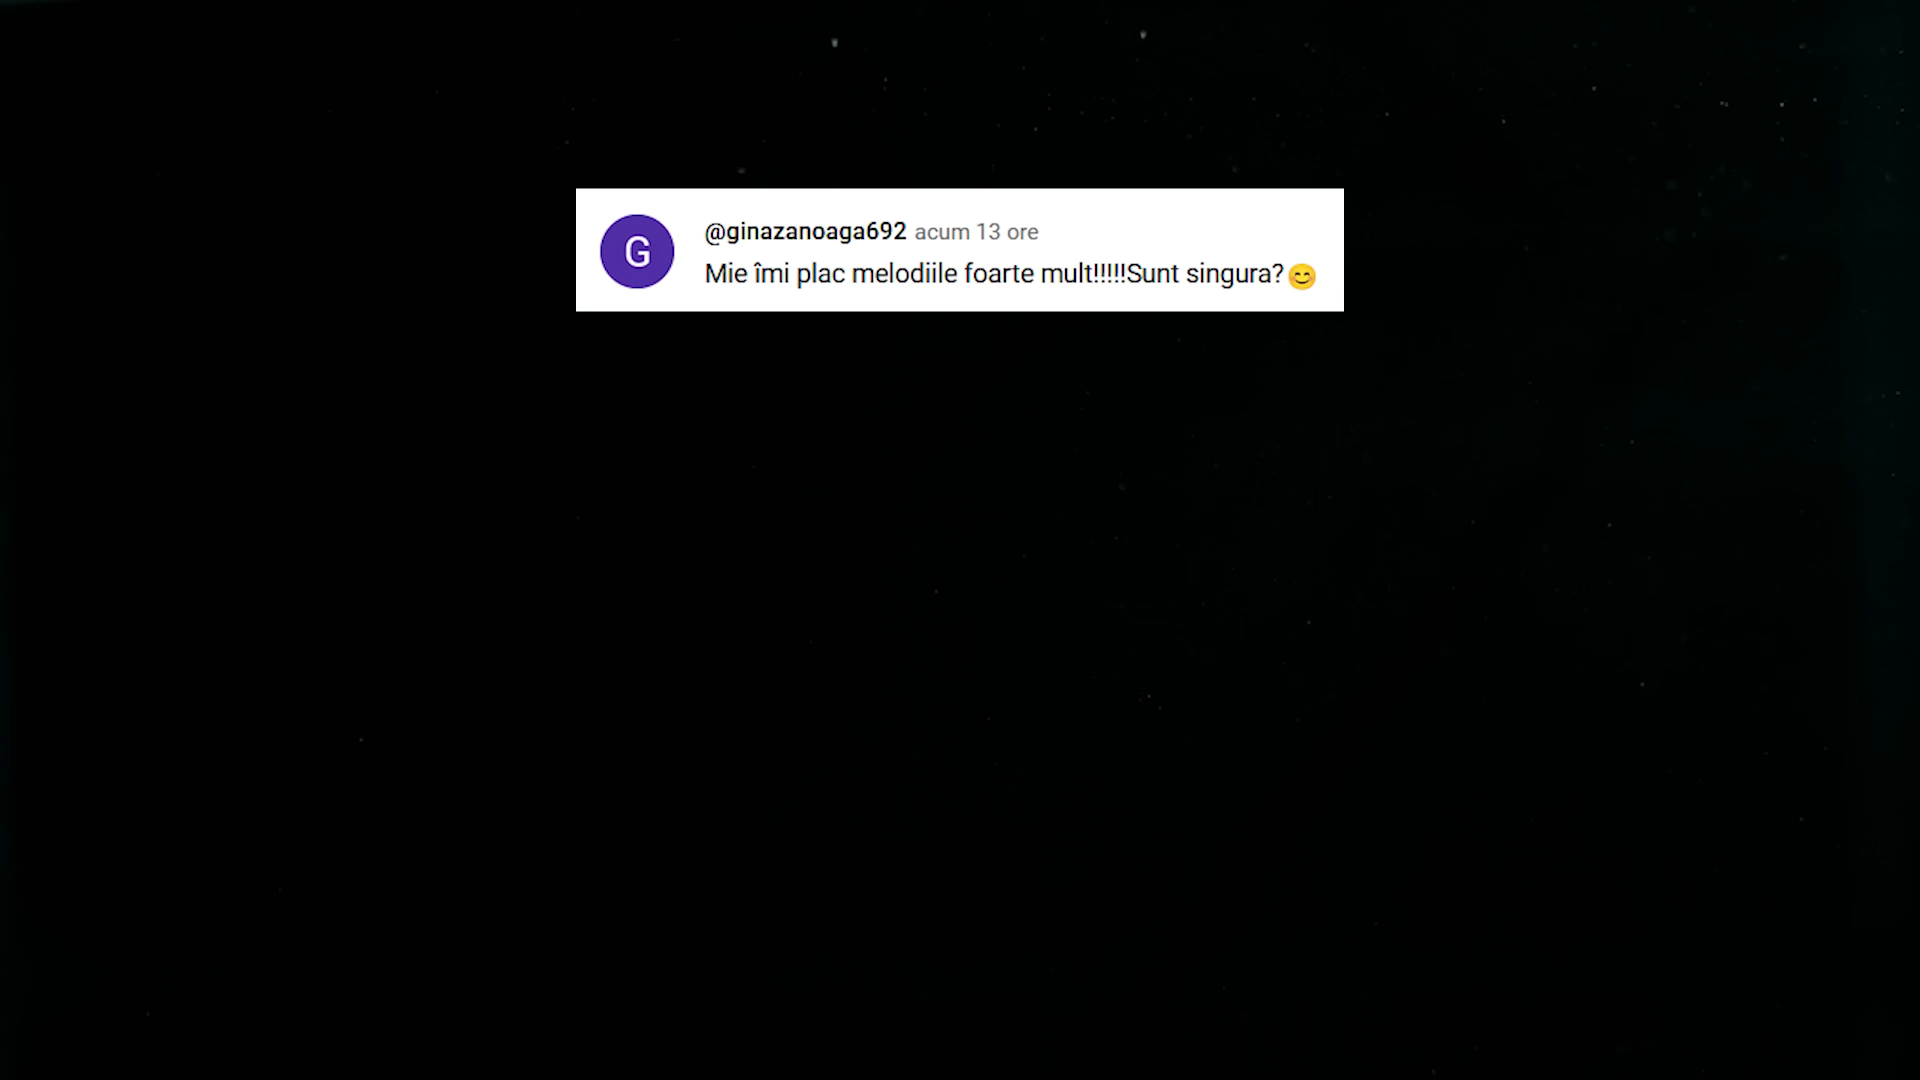 G
@ginazanoaga692 acum 13 ore
Mie îmi plac melodiile foarte mult!!!!!Sunt singura?😊